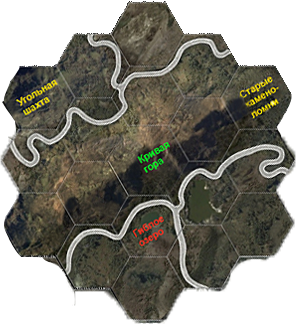 Угольная
шахта
Старые
камено-
ломни
Кривая
гора
Гиблое
озеро